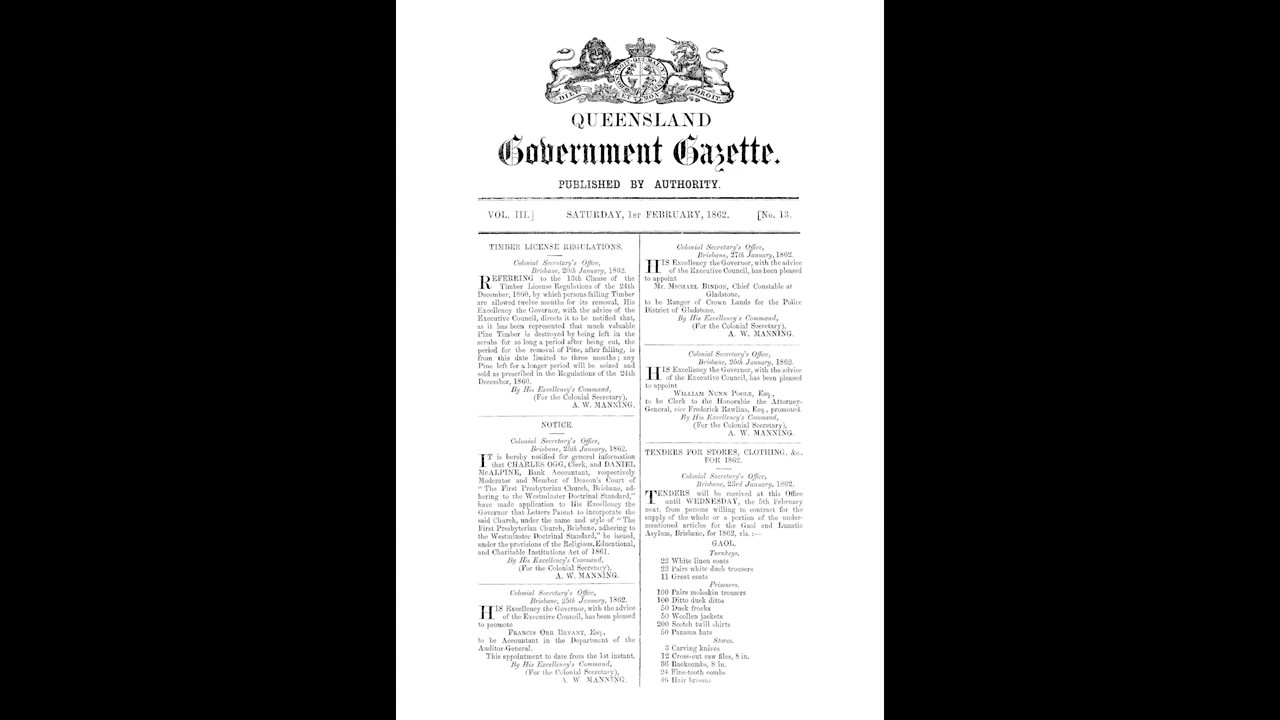 DIEU ET MON DROIT.
QUEENSLAND
Government Gazette.
PUBLISHED BY AUTHORITY.
VOL. III.] SATURDAY, 1ST FEBRUARY, 1862. [No. 13.
TIMBER LICENSE REGULATIONS.
Colonial Secretary's Office,
Brisbane, 20th January, 1862.
REFERRING to the 13th Clause of the
Timber License Regulations of the 24th
December, 1860, by which persons falling Timber
are allowed twelve months for its removal, His
Excellency the Governor, with the advice of the
Executive Council, directs it to be notified that,
as it has been represented that much valuable
Pine Timber is destroyed by being left in the
scrubs for so long a period after being cut, the
period for the removal of Pine, after falling, is
from this date limited to three months; any
Pine left for a longer period will be seized and
sold as prescribed in the Regulations of the 24th
December, 1860.
By His Excellency's Command,
(For the Colonial Secretary),
A. W. MANNING.
NOTICE.
Colonial Secretary's Office,
Brisbane, 25th January, 1862.
IT is hereby notified for general information
that CHARLES OGG, Clerk, and DANIEL
McALPINE, Bank Accountant, respectively
Moderator and Member of Deacon's Court of
"The First Presbyterian Church, Brisbane, ad-
hering to the Westminster Doctrinal Standard,"
have made application to His Excellency the
Governor that Letters Patent to incorporate the
said Church, under the name and style of "The
First Presbyterian Church, Brisbane, adhering to
the Westminster Doctrinal Standard," be issued,
under the provisions of the Religious, Educational,
and Charitable Institutions Act of 1861.
By His Excellency's Command,
(For the Colonial Secretary),
A. W. MANNING.
Colonial Secretary's Office,
Brisbane, 25th January, 1862.
HIS Excellency the Governor, with the advice
of the Executive Council, has been pleased
to promote
FRANCIS ORR BRYANT, Esq.,
to be Accountant in the Department of the
Auditor-General.
This appointment to date from the 1st instant.
By His Excellency's Command,
(For the Colonial Secretary),
A. W. MANNING.
Colonial Secretary's Office,
Brisbane, 27th January, 1862.
HIS Excellency the Governor, with the advice
of the Executive Council, has been pleased
to appoint
Mr. MICHAEL BINDON, Chief Constable at
Gladstone,
to be Ranger of Crown Lands for the Police
District of Gladstone.
By His Excellency's Command,
(For the Colonial Secretary),
A. W. MANNING.
Colonial Secretary's Office,
Brisbane, 25th January, 1862.
HIS Excellency the Governor, with the advice
of the Executive Council, has been pleased
to appoint
WILLIAM NUNN POOLE, Esq.,
to be Clerk to the Honorable the Attorney-
General, vice Frederick Rawlins, Esq., promoted.
By His Excellency's Command,
(For the Colonial Secretary),
A. W. MANNING.
TENDERS FOR STORES, CLOTHING, &c.,
FOR 1862.
Colonial Secretary's Office,
Brisbane, 23rd January, 1862.
TENDERS will be received at this Office
until WEDNESDAY, the 5th February
next, from persons willing to contract for the
supply of the whole or a portion of the under-
mentioned articles for the Gaol and Lunatic
Asylum, Brisbane, for 1862, viz.:—
GAOL.
Turnkeys.
22 White linen coats
22 Pairs white duck trousers
11 Great coats
Prisoners.
100 Pairs moleskin trousers
100 Ditto duck ditto
50 Duck frocks
50 Woollen jackets
200 Scotch twill shirts
50 Panama hats
Stores.
3 Carving knives
12 Cross-cut saw files, 8 in.
36 Rackcombs, 8 in.
24 Fine-tooth combs
Hair brooms